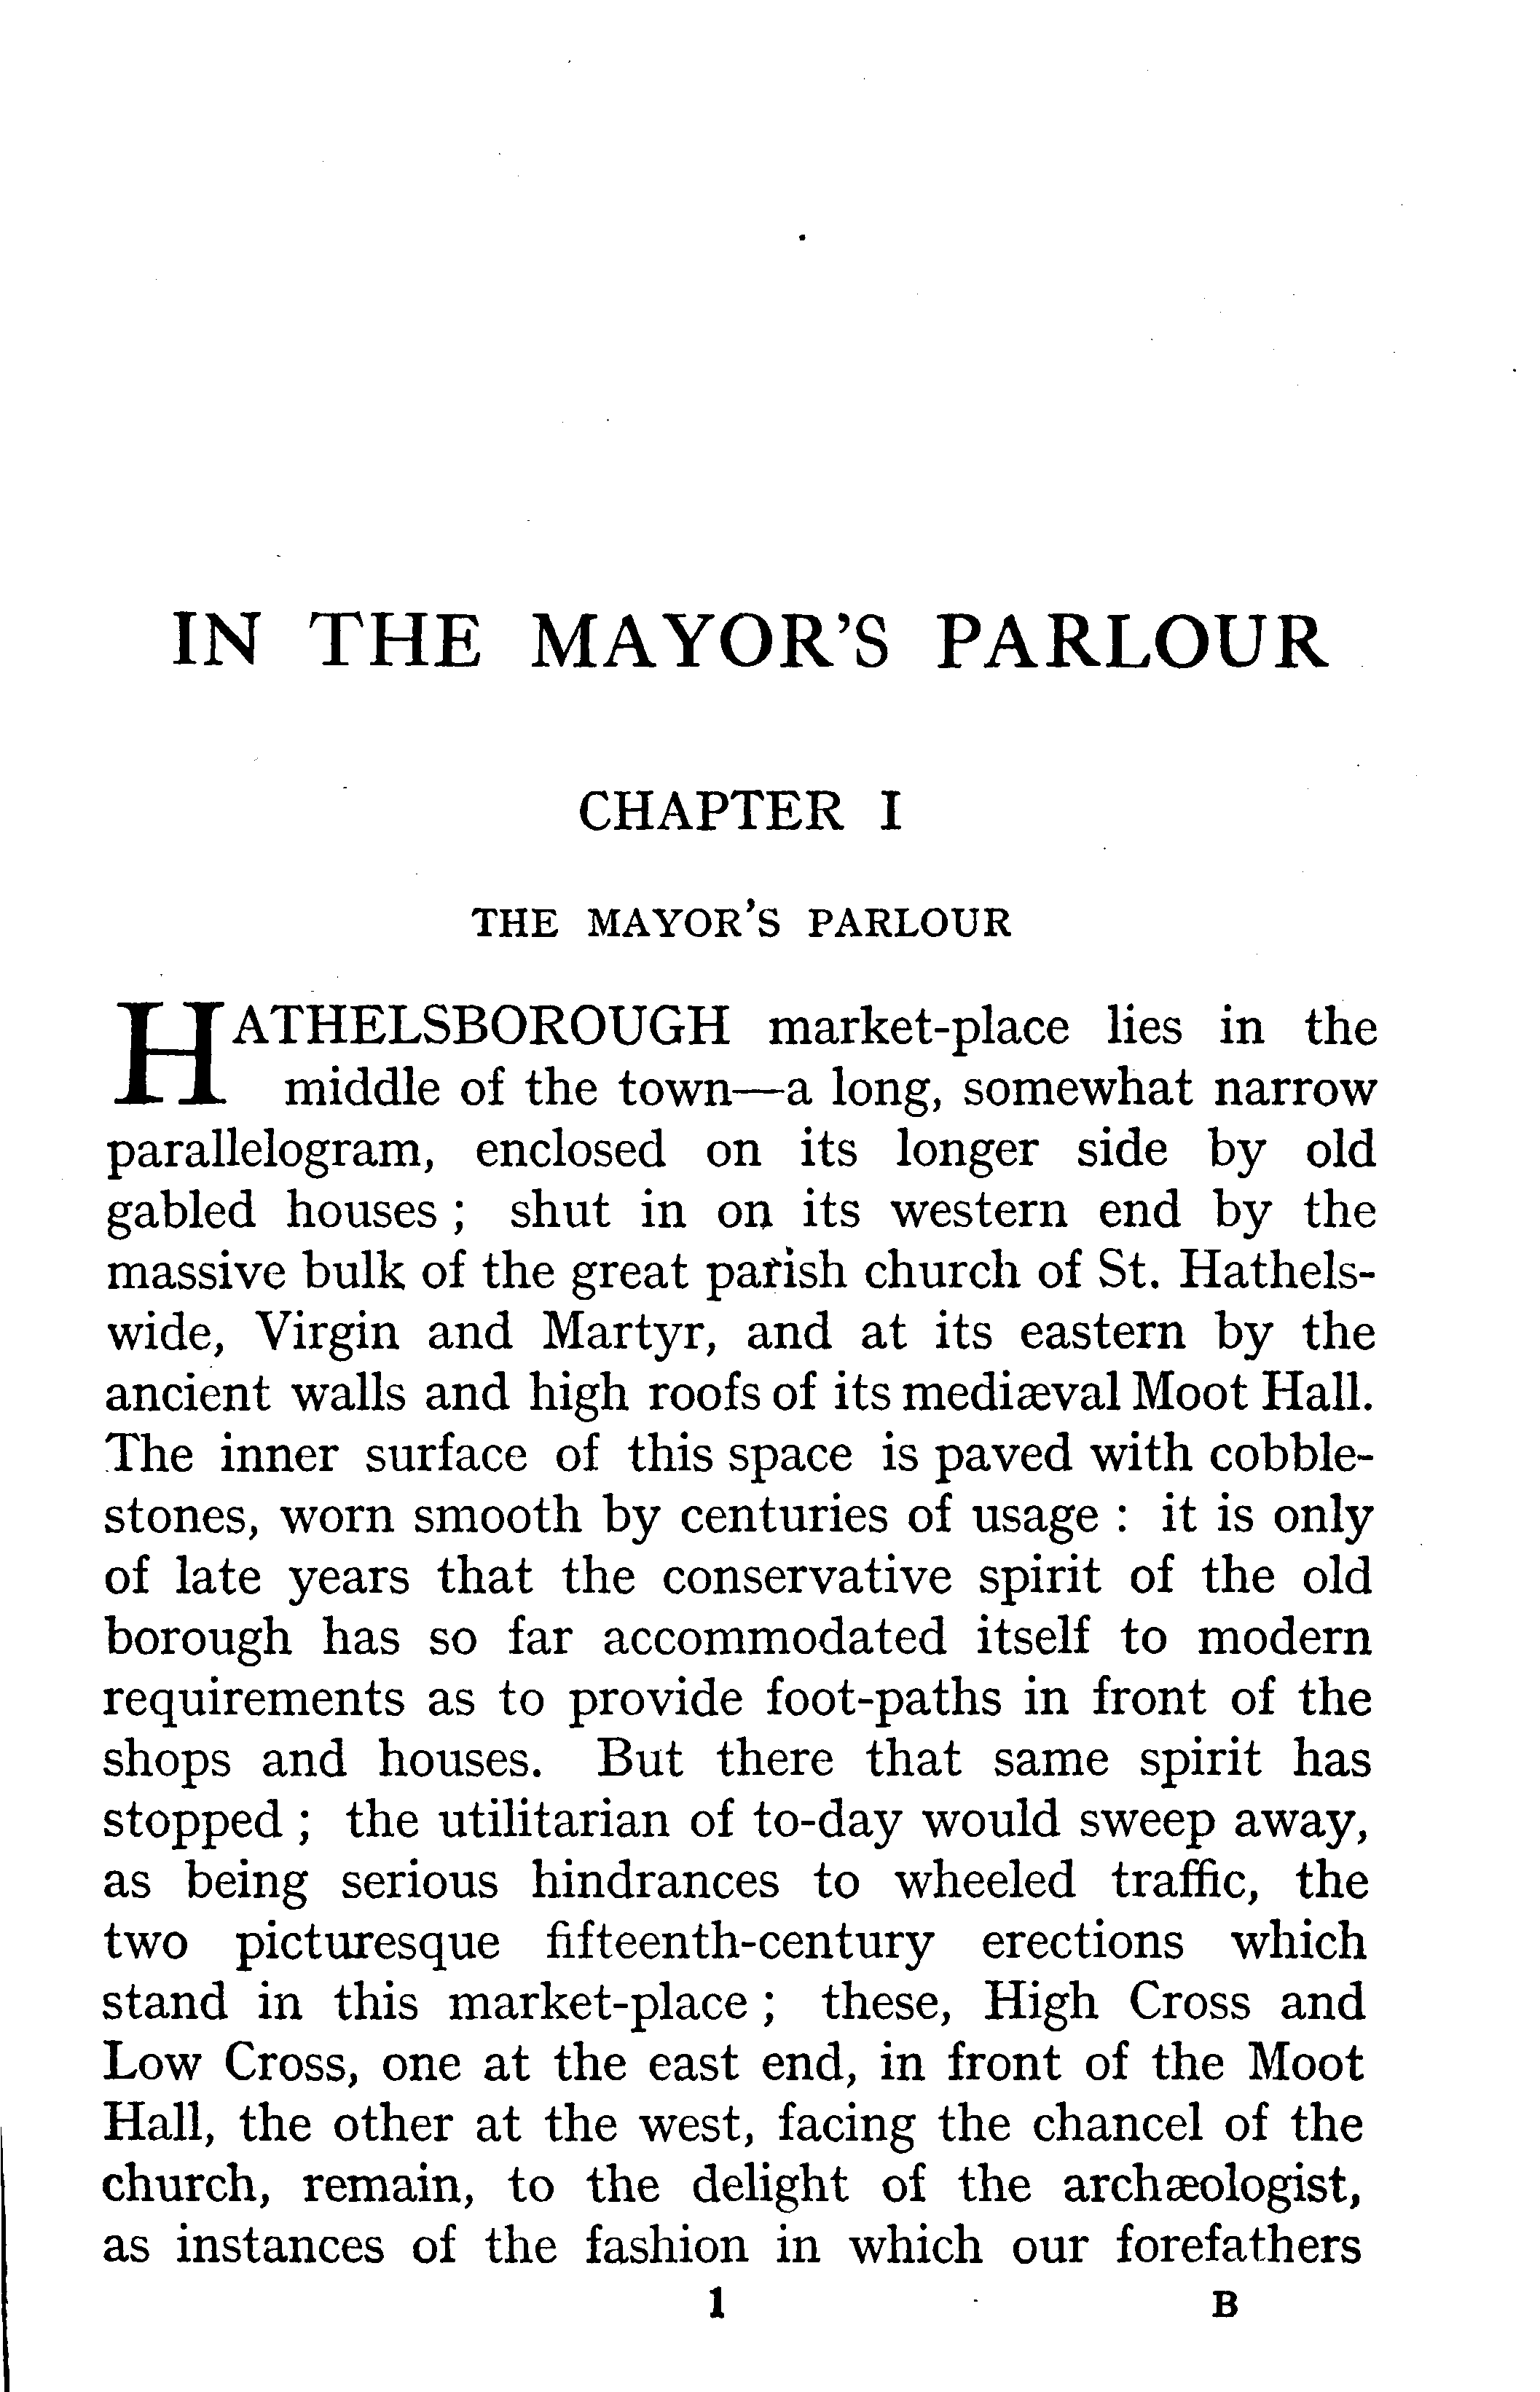 IN THE MAYOR'S PARLOUR
CHAPTER I
THE MAYOR'S PARLOUR
HATHELSBOROUGH market-place lies in the
middle of the town—a long, somewhat narrow
parallelogram, enclosed on its longer side by old
gabled houses ; shut in on its western end by the
massive bulk of the great parish church of St. Hathels-
wide, Virgin and Martyr, and at its eastern by the
ancient walls and high roofs of its mediæval Moot Hall.
The inner surface of this space is paved with cobble-
stones, worn smooth by centuries of usage : it is only
of late years that the conservative spirit of the old
borough has so far accommodated itself to modern
requirements as to provide foot-paths in front of the
shops and houses. But there that same spirit has
stopped ; the utilitarian of to-day would sweep away,
as being serious hindrances to wheeled traffic, the
two picturesque fifteenth-century erections which
stand in this market-place ; these, High Cross and
Low Cross, one at the east end, in front of the Moot
Hall, the other at the west, facing the chancel of the
church, remain, to the delight of the archæologist,
as instances of the fashion in which our forefathers
1 B